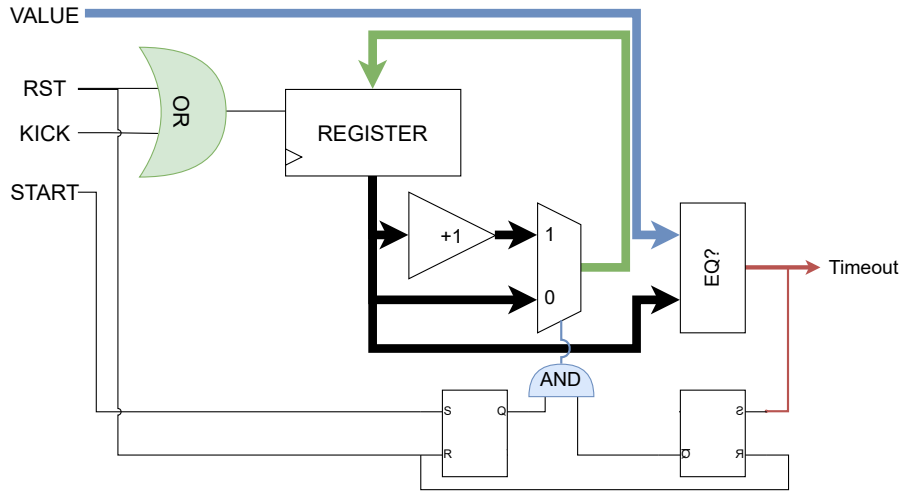 VALUE
RST
OR
KICK
REGISTER
START
+1
1
0
EQ?
Timeout
AND
S
Q
R
S
Q
R